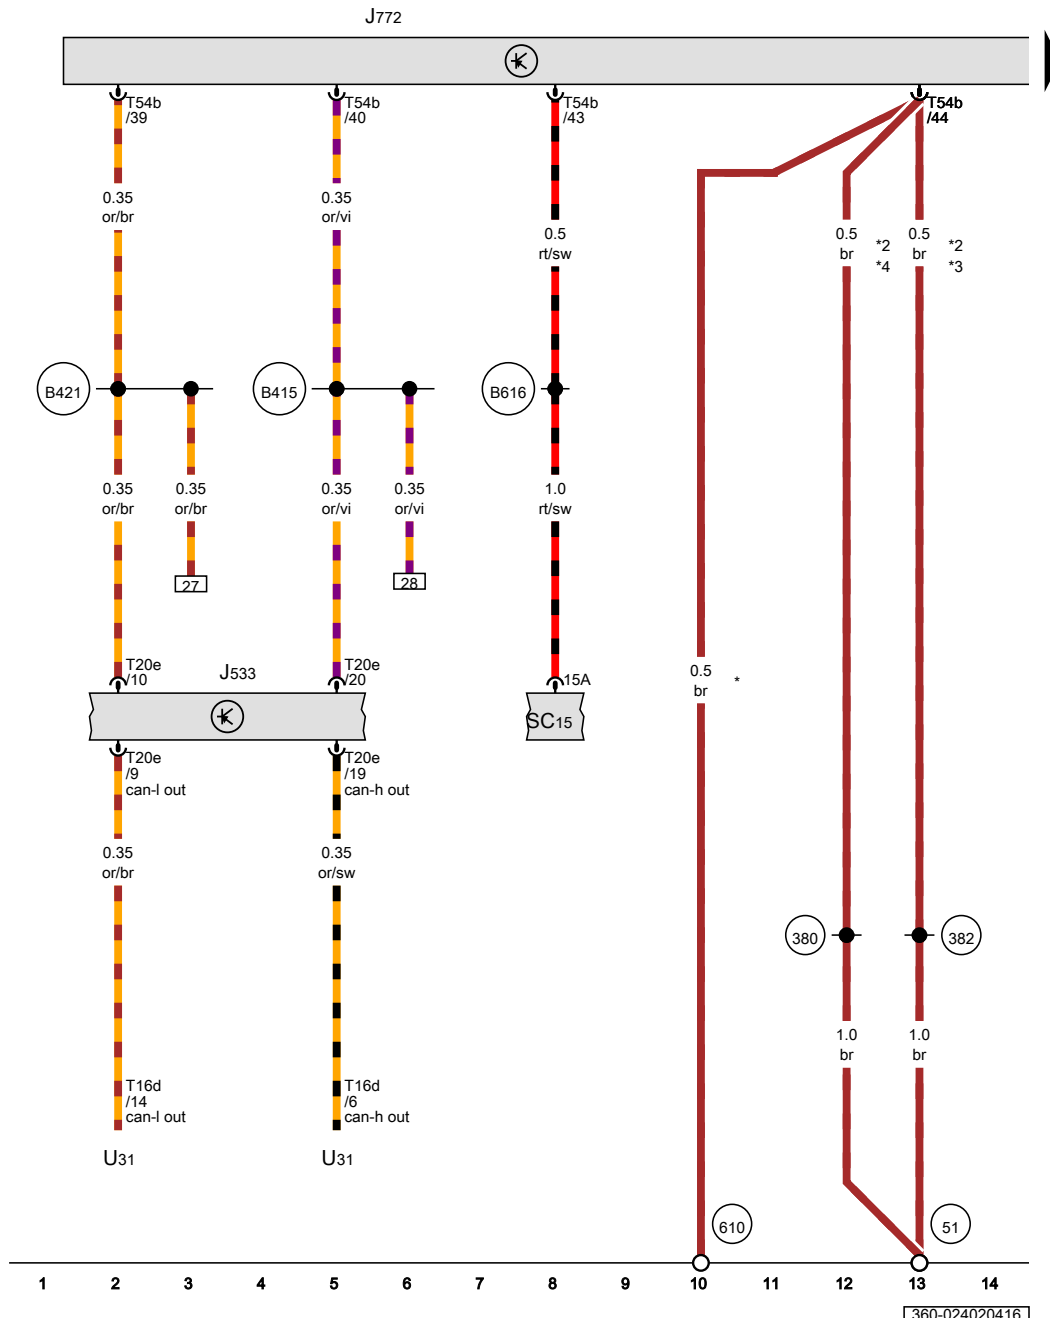 J772
T54b
/39
T54b
/40
T54b
/43
T54b
/44
0.35
or/br
0.35
or/vi
0.5
rt/sw
0.5
br
*2
*4
0.5
br
*2
*3
B421
B415
B616
0.35
or/br
0.35
or/br
0.35
or/vi
0.35
or/vi
1.0
rt/sw
27
28
T20e
/10
J533
T20e
/20
15A
0.5
br
*
SC15
T20e
/9
can-l out
T20e
/19
can-h out
0.35
or/br
0.35
or/sw
380
382
1.0
br
1.0
br
T16d
/14
can-l out
T16d
/6
can-h out
U31
U31
610
51
1 2 3 4 5 6 7 8 9 10 11 12 13 14
360-024020416